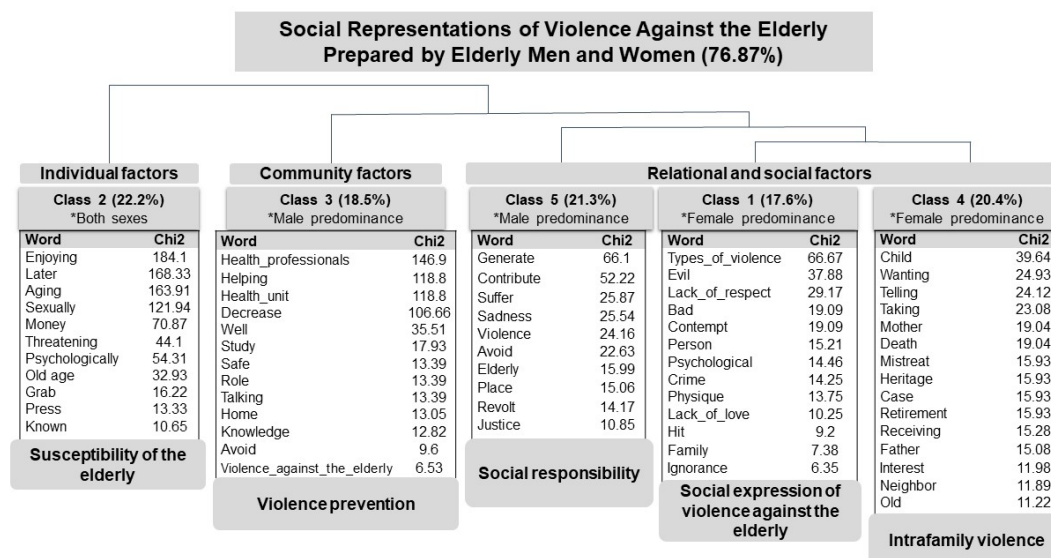 Social Representations of Violence Against the Elderly
Prepared by Elderly Men and Women (76.87%)
Individual factors
Class 2 (22.2%)
*Both sexes
Word Chi2
Enjoying 184.1
Later 168.33
Aging 163.91
Sexually 121.94
Money 70.87
Threatening 44.1
Psychologically 54.31
Old age 32.93
Grab 16.22
Press 13.33
Known 10.65
Susceptibility of the
elderly
Community factors
Class 3 (18.5%)
*Male predominance
Word Chi2
Health_professionals 146.9
Helping 118.8
Health_unit 118.8
Decrease 106.66
Well 35.51
Study 17.93
Safe 13.39
Role 13.39
Talking 13.39
Home 13.05
Knowledge 12.82
Avoid 9.6
Violence_against_the_elderly 6.53
Violence prevention
Relational and social factors
Class 5 (21.3%)
*Male predominance
Word Chi2
Generate 66.1
Contribute 52.22
Suffer 25.87
Sadness 25.54
Violence 24.16
Avoid 22.63
Elderly 15.99
Place 15.06
Revolt 14.17
Justice 10.85
Social responsibility
Class 1 (17.6%)
*Female predominance
Word Chi2
Types_of_violence 66.67
Evil 37.88
Lack_of_respect 29.17
Bad 19.09
Contempt 19.09
Person 15.21
Psychological 14.46
Crime 14.25
Physique 13.75
Lack_of_love 10.25
Hit 9.2
Family 7.38
Ignorance 6.35
Social expression of
violence against the
elderly
Class 4 (20.4%)
*Female predominance
Word Chi2
Child 39.64
Wanting 24.93
Telling 24.12
Taking 23.08
Mother 19.04
Death 19.04
Mistreat 15.93
Heritage 15.93
Case 15.93
Retirement 15.93
Receiving 15.28
Father 15.08
Interest 11.98
Neighbor 11.89
Old 11.22
Intrafamily violence